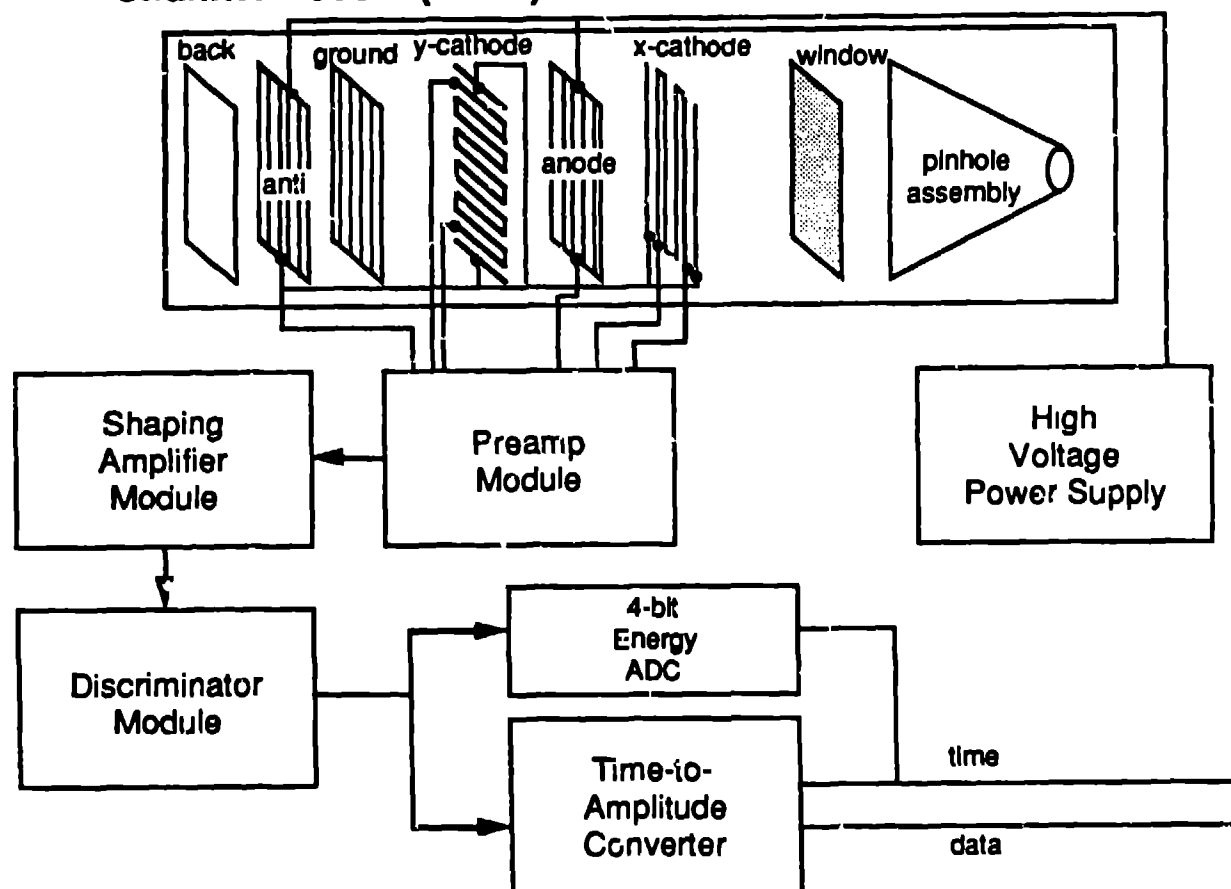 back
ground
y-cathode
x-cathode
window
anti
anode
pinhole
assembly
Shaping
Amplifier
Module
Preamp
Module
High
Voltage
Power Supply
4-bit
Energy
ADC
Discriminator
Module
Time-to-
Amplitude
Converter
time
data